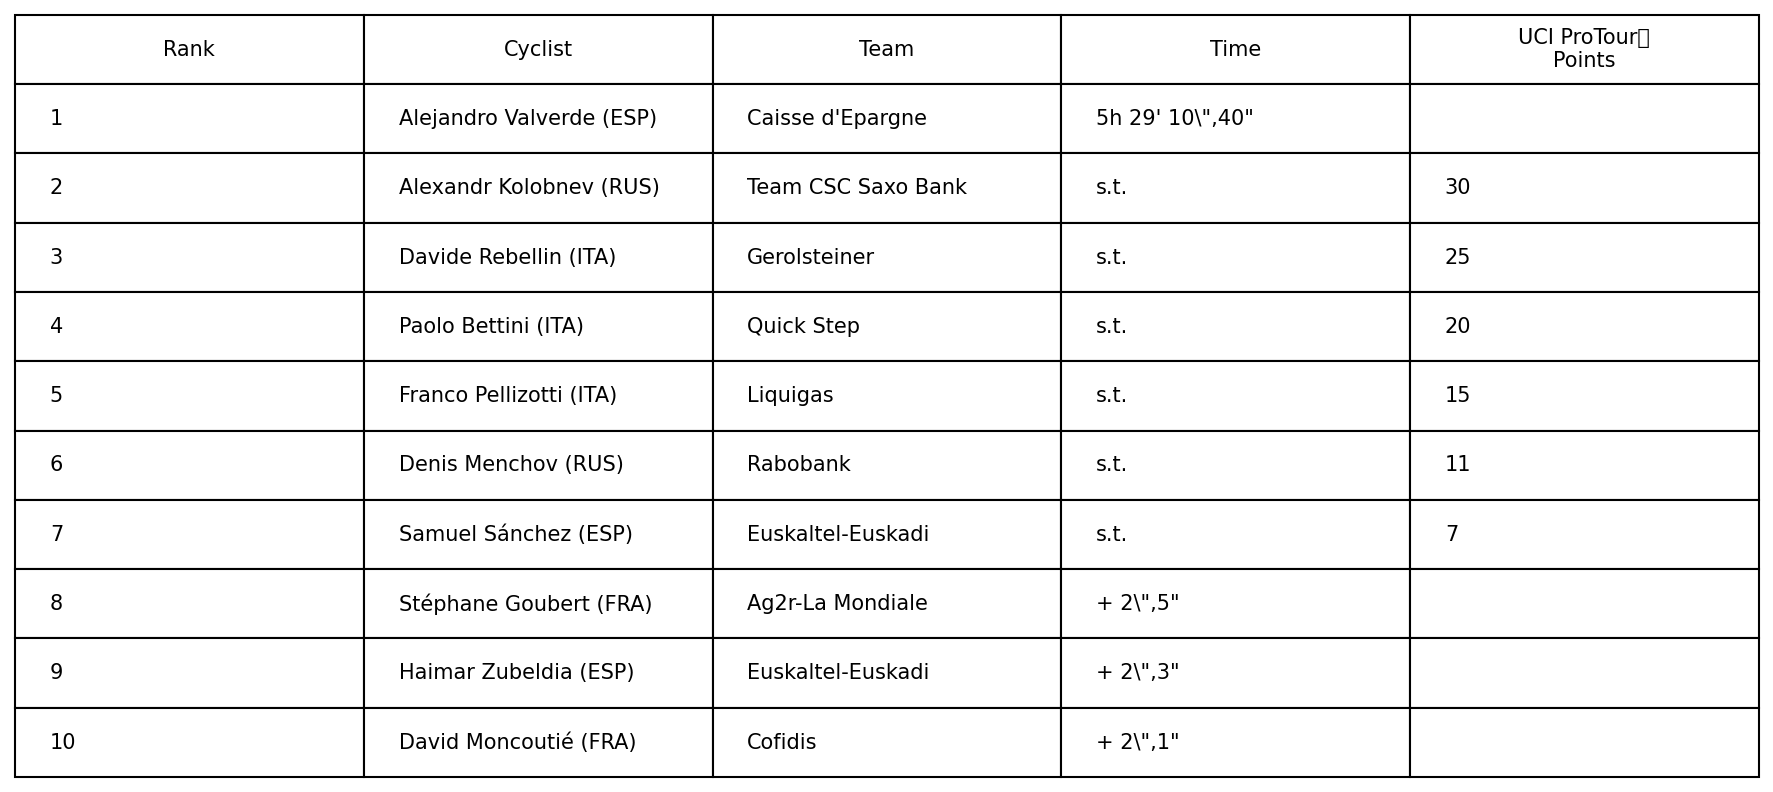 Rank Cyclist Team Time UCI ProTour
Points
1 Alejandro Valverde (ESP) Caisse d'Epargne 5h 29' 10\",40"
2 Alexandr Kolobnev (RUS) Team CSC Saxo Bank s.t. 30
3 Davide Rebellin (ITA) Gerolsteiner s.t. 25
4 Paolo Bettini (ITA) Quick Step s.t. 20
5 Franco Pellizotti (ITA) Liquigas s.t. 15
6 Denis Menchov (RUS) Rabobank s.t. 11
7 Samuel Sánchez (ESP) Euskaltel-Euskadi s.t. 7
8 Stéphane Goubert (FRA) Ag2r-La Mondiale + 2\",5"
9 Haimar Zubeldia (ESP) Euskaltel-Euskadi + 2\",3"
10 David Moncoutié (FRA) Cofidis + 2\",1"